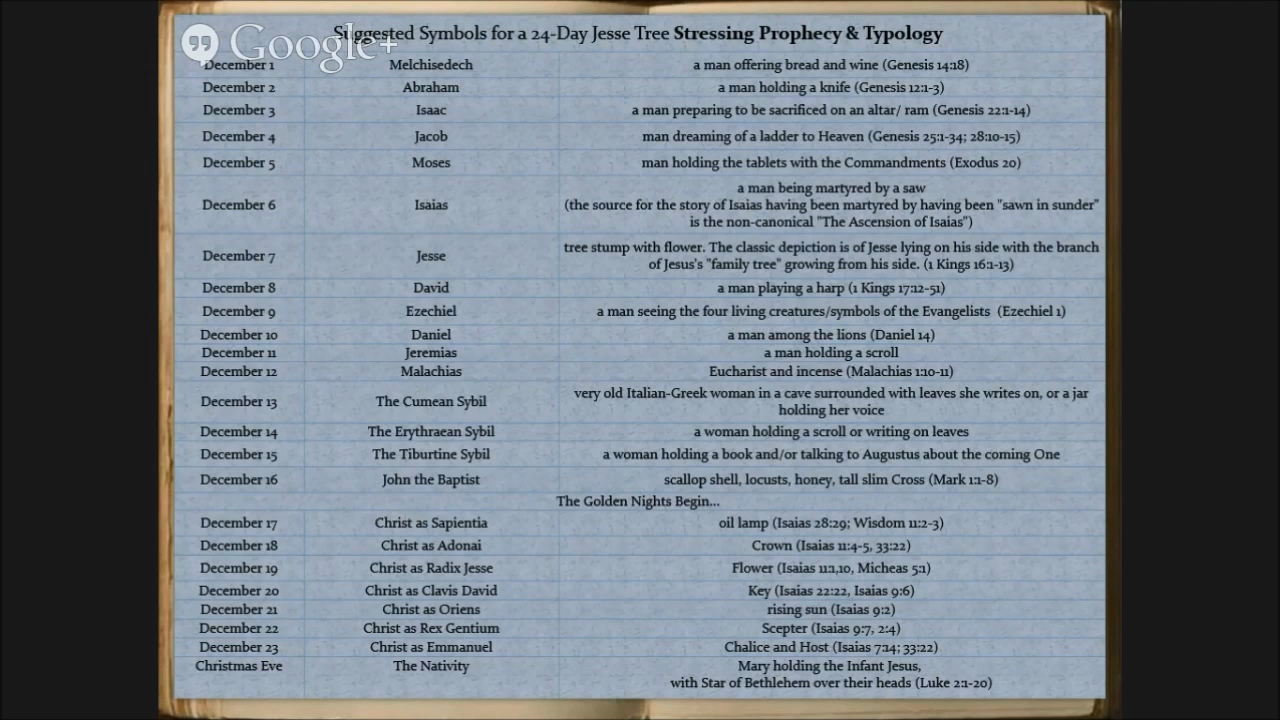 Suggested Symbols for a 24-Day Jesse Tree Stressing Prophecy & Typology
Google+
December 1 Melchisedech a man offering bread and wine (Genesis 14:18)
December 2 Abraham a man holding a knife (Genesis 12:1-3)
December 3 Isaac a man preparing to be sacrificed on an altar/ ram (Genesis 22:1-14)
December 4 Jacob man dreaming of a ladder to Heaven (Genesis 25:1-34; 28:10-15)
December 5 Moses man holding the tablets with the Commandments (Exodus 20)
December 6 Isaias a man being martyred by a saw
(the source for the story of Isaias having been martyred by having been "sawn in sunder"
is the non-canonical "The Ascension of Isaias")
December 7 Jesse tree stump with flower. The classic depiction is of Jesse lying on his side with the branch
of Jesus's "family tree" growing from his side. (1 Kings 16:1-13)
December 8 David a man playing a harp (1 Kings 17:12-51)
December 9 Ezechiel a man seeing the four living creatures/symbols of the Evangelists (Ezechiel 1)
December 10 Daniel a man among the lions (Daniel 14)
December 11 Jeremias a man holding a scroll
December 12 Malachias Eucharist and incense (Malachias 1:10-11)
December 13 The Cumean Sybil very old Italian-Greek woman in a cave surrounded with leaves she writes on, or a jar
holding her voice
December 14 The Erythraean Sybil a woman holding a scroll or writing on leaves
December 15 The Tiburtine Sybil a woman holding a book and/or talking to Augustus about the coming One
December 16 John the Baptist scallop shell, locusts, honey, tall slim Cross (Mark 1:1-8)
The Golden Nights Begin...
December 17 Christ as Sapientia oil lamp (Isaias 28:29; Wisdom 11:2-3)
December 18 Christ as Adonai Crown (Isaias 11:4-5, 33:22)
December 19 Christ as Radix Jesse Flower (Isaias 11:1,10, Micheas 5:1)
December 20 Christ as Clavis David Key (Isaias 22:22, Isaias 9:6)
December 21 Christ as Oriens rising sun (Isaias 9:2)
December 22 Christ as Rex Gentium Scepter (Isaias 9:7, 2:4)
December 23 Christ as Emmanuel Chalice and Host (Isaias 7:14; 33:22)
Christmas Eve The Nativity Mary holding the Infant Jesus,
with Star of Bethlehem over their heads (Luke 2:1-20)